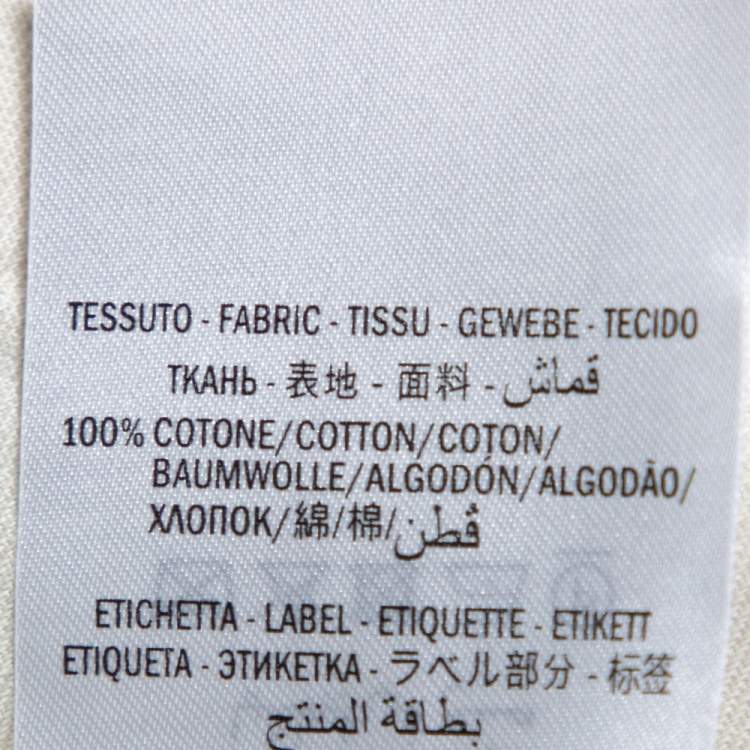 TESSUTO - FABRIC - TISSU - GEWEBE - TECIDO
ТКАНЬ - 表地 - 面料 - قماش
100% COTONE/COTTON/COTON/
BAUMWOLLE/ALGODÓN/ALGODÃO/
ХЛОПОК/綿/棉/قطن
ETICHETTA - LABEL - ETIQUETTE - ETIKETT
ETIQUETA - ЭТИКЕТКА - ラベル部分 - 标签
بطاقة المنتج